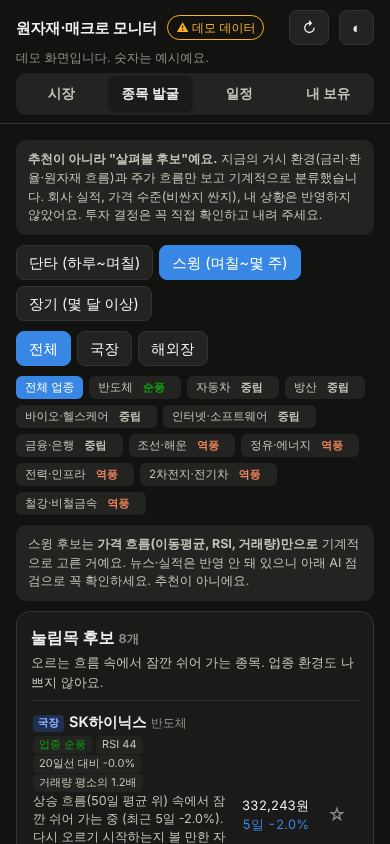 원자재·매크로 모니터 ⚠ 데모 데이터
데모 화면입니다. 숫자는 예시예요.
시장 종목 발굴 일정 내 보유
추천이 아니라 "살펴볼 후보"예요. 지금의 거시 환경(금리·환
율·원자재 흐름)과 주가 흐름만 보고 기계적으로 분류했습니
다. 회사 실적, 가격 수준(비싼지 싼지), 내 상황은 반영하지
않았어요. 투자 결정은 꼭 직접 확인하고 내려 주세요.
단타 (하루~며칠) 스윙 (며칠~몇 주)
장기 (몇 달 이상)
전체 국장 해외장
전체 업종 반도체 순풍 자동차 중립 방산 중립
바이오·헬스케어 중립 인터넷·소프트웨어 중립
금융·은행 중립 조선·해운 역풍 정유·에너지 역풍
전력·인프라 역풍 2차전지·전기차 역풍
철강·비철금속 역풍
스윙 후보는 가격 흐름(이동평균, RSI, 거래량)만으로 기계적
으로 고른 거예요. 뉴스·실적은 반영 안 돼 있으니 아래 AI 점
검으로 꼭 확인하세요. 추천이 아니에요.
눌림목 후보 8개
오르는 흐름 속에서 잠깐 쉬어 가는 종목. 업종 환경도 나
쁘지 않아요.
국장 SK하이닉스 반도체
업종 순풍 RSI 44
20일선 대비 -0.0%
거래량 평소의 1.2배
상승 흐름(50일 평균 위) 속에서 잠
깐 쉬어 가는 중 (최근 5일 -2.0%).
다시 오르기 시작하는지 볼 만한 자
332,243원
5일 -2.0%